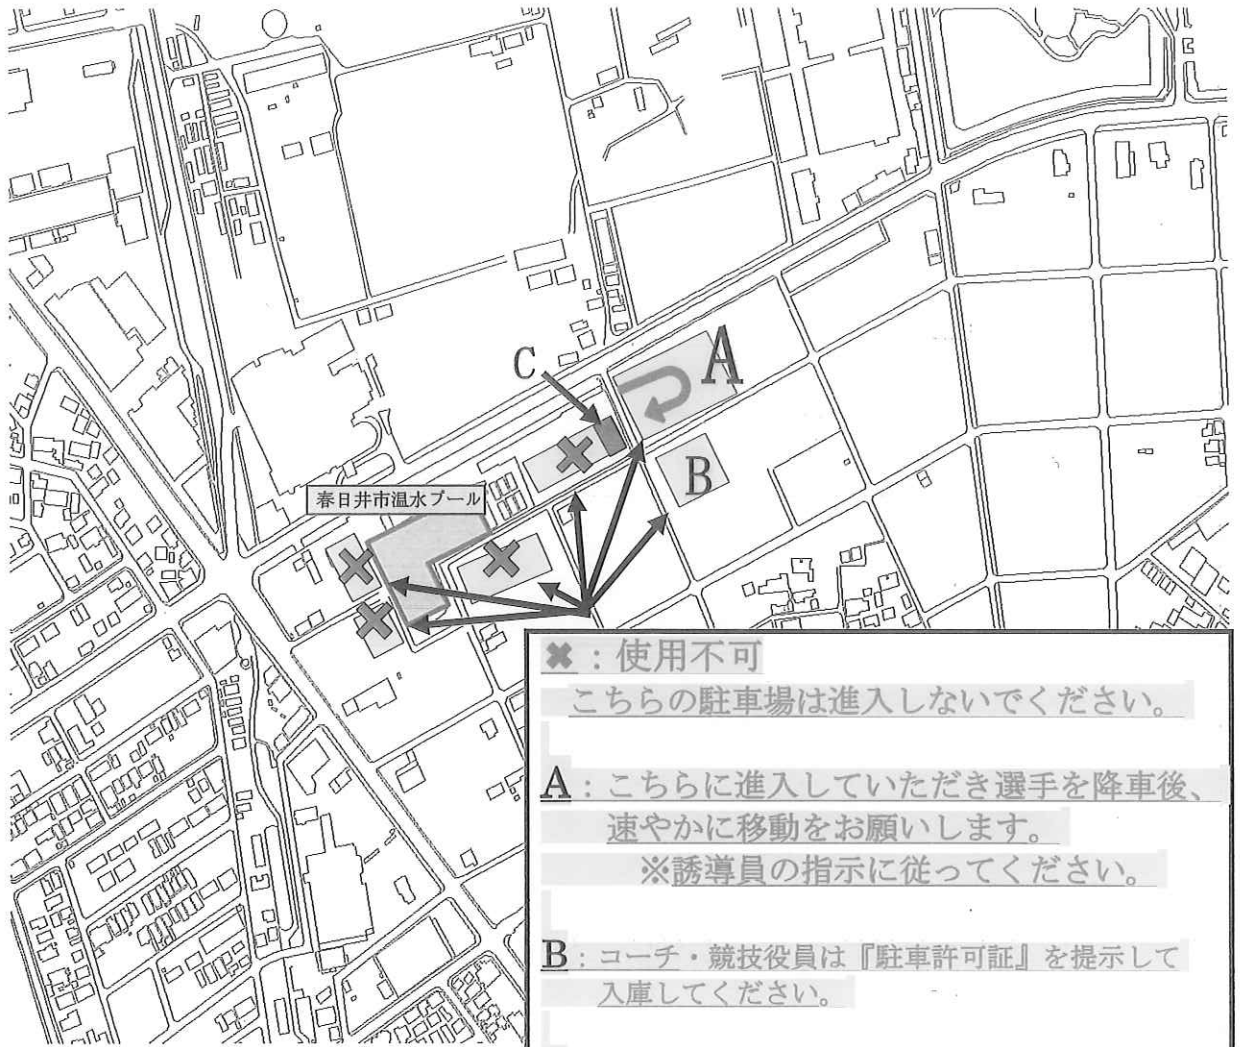 C
A
B
春日井市温水プール
✖：使用不可
こちらの駐車場は進入しないでください。
A：こちらに進入していただき選手を降車後、
速やかに移動をお願いします。
※誘導員の指示に従ってください。
B：コーチ・競技役員は『駐車許可証』を提示して
入庫してください。